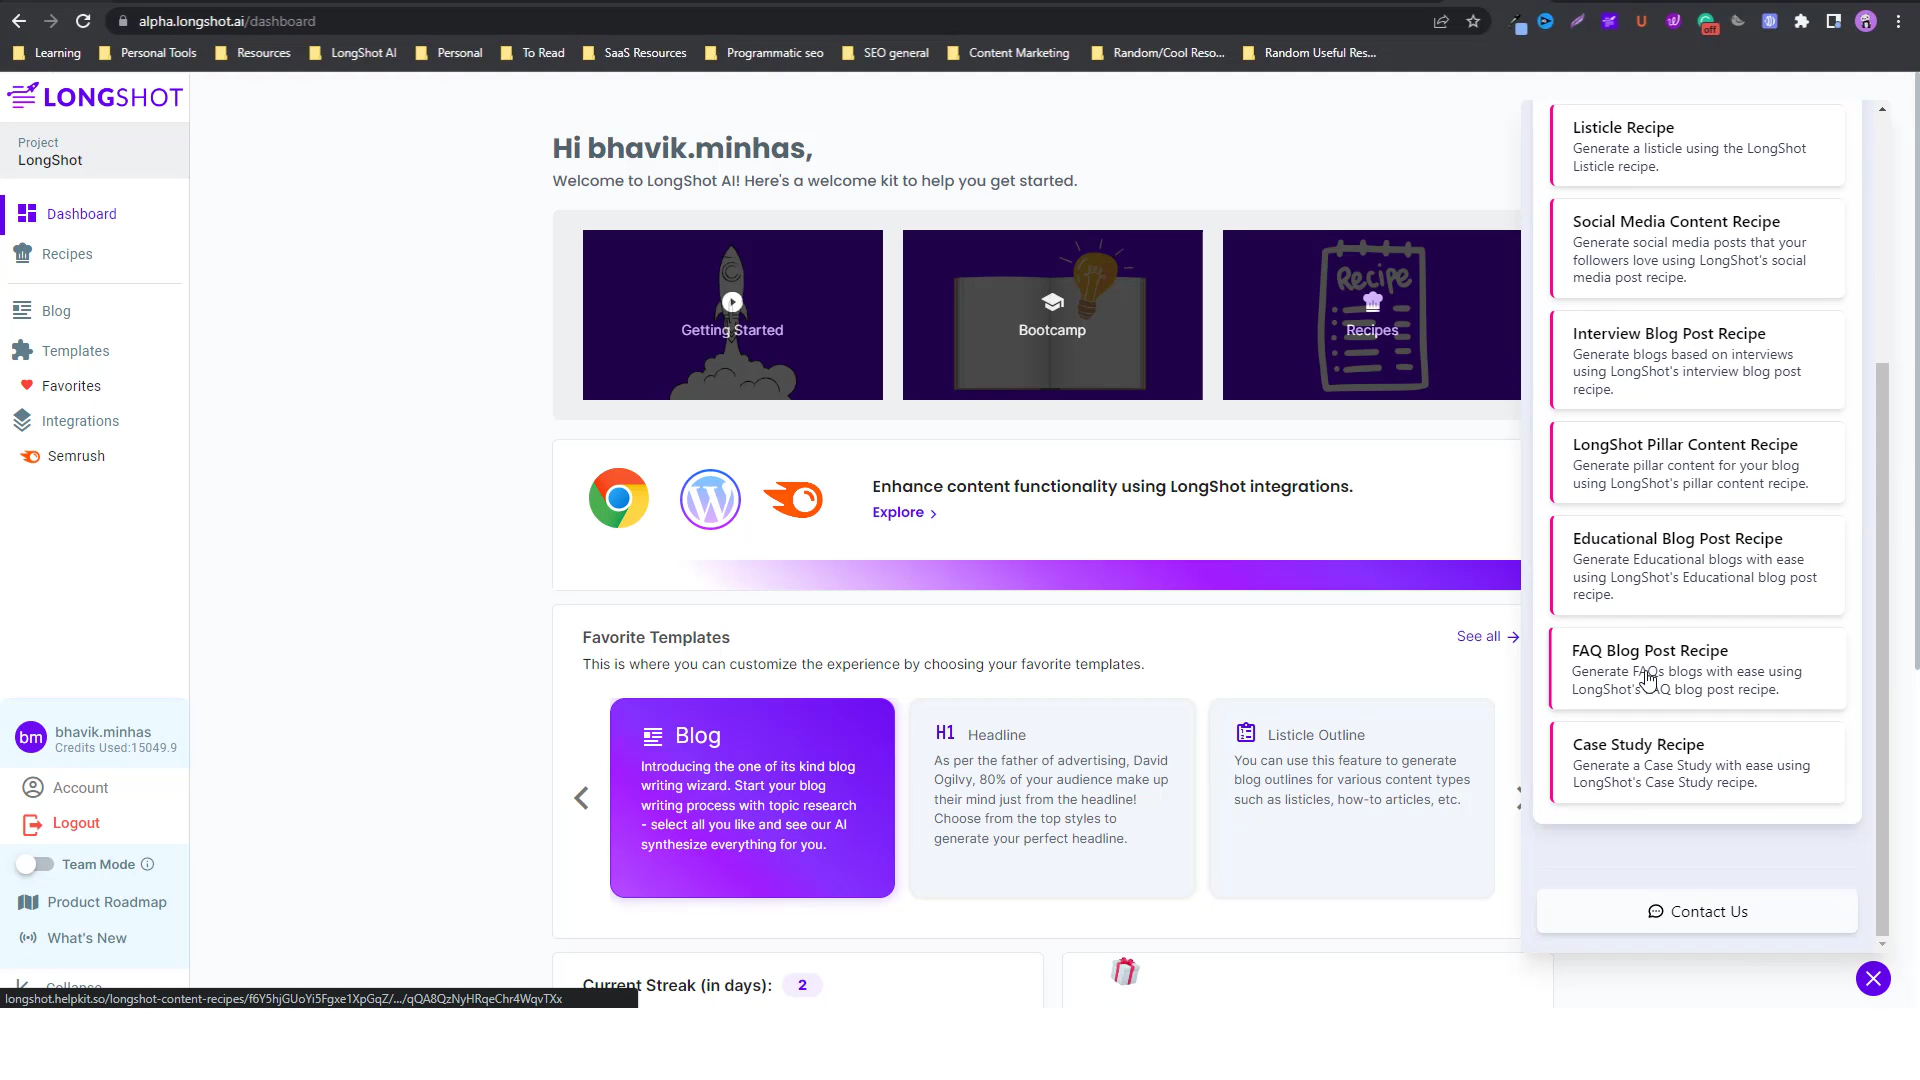 alpha.longshot.ai/dashboard
Learning Personal Tools Resources LongShot AI Personal To Read SaaS Resources Programmatic seo SEO general Content Marketing Random/Cool Reso... Random Useful Res...
off
LONGSHOT
Project
LongShot
Dashboard
Recipes
Blog
Templates
Favorites
Integrations
Semrush
bm
bhavik.minhas
Credits Used:15049.9
Account
Logout
Team Mode
Product Roadmap
What's New
Collapse
longshot.helpkit.so/longshot-content-recipes/f6Y5hjGUoYi5Fgxe1XpGqZ/.../qQA8QzNyHRqeChr4WqvTXx
Hi bhavik.minhas,
Welcome to LongShot AI! Here's a welcome kit to help you get started.
Getting Started
Bootcamp
Recipe
Recipes
Enhance content functionality using LongShot integrations.
Explore
Favorite Templates
See all
This is where you can customize the experience by choosing your favorite templates.
Blog
Introducing the one of its kind blog
writing wizard. Start your blog
writing process with topic research
- select all you like and see our AI
synthesize everything for you.
H1 Headline
As per the father of advertising, David
Ogilvy, 80% of your audience make up
their mind just from the headline!
Choose from the top styles to
generate your perfect headline.
Listicle Outline
You can use this feature to generate
blog outlines for various content types
such as listicles, how-to articles, etc.
Current Streak (in days): 2
Listicle Recipe
Generate a listicle using the LongShot
Listicle recipe.
Social Media Content Recipe
Generate social media posts that your
followers love using LongShot's social
media post recipe.
Interview Blog Post Recipe
Generate blogs based on interviews
using LongShot's interview blog post
recipe.
LongShot Pillar Content Recipe
Generate pillar content for your blog
using LongShot's pillar content recipe.
Educational Blog Post Recipe
Generate Educational blogs with ease
using LongShot's Educational blog post
recipe.
FAQ Blog Post Recipe
Generate FAQs blogs with ease using
LongShot's FAQ blog post recipe.
Case Study Recipe
Generate a Case Study with ease using
LongShot's Case Study recipe.
Contact Us